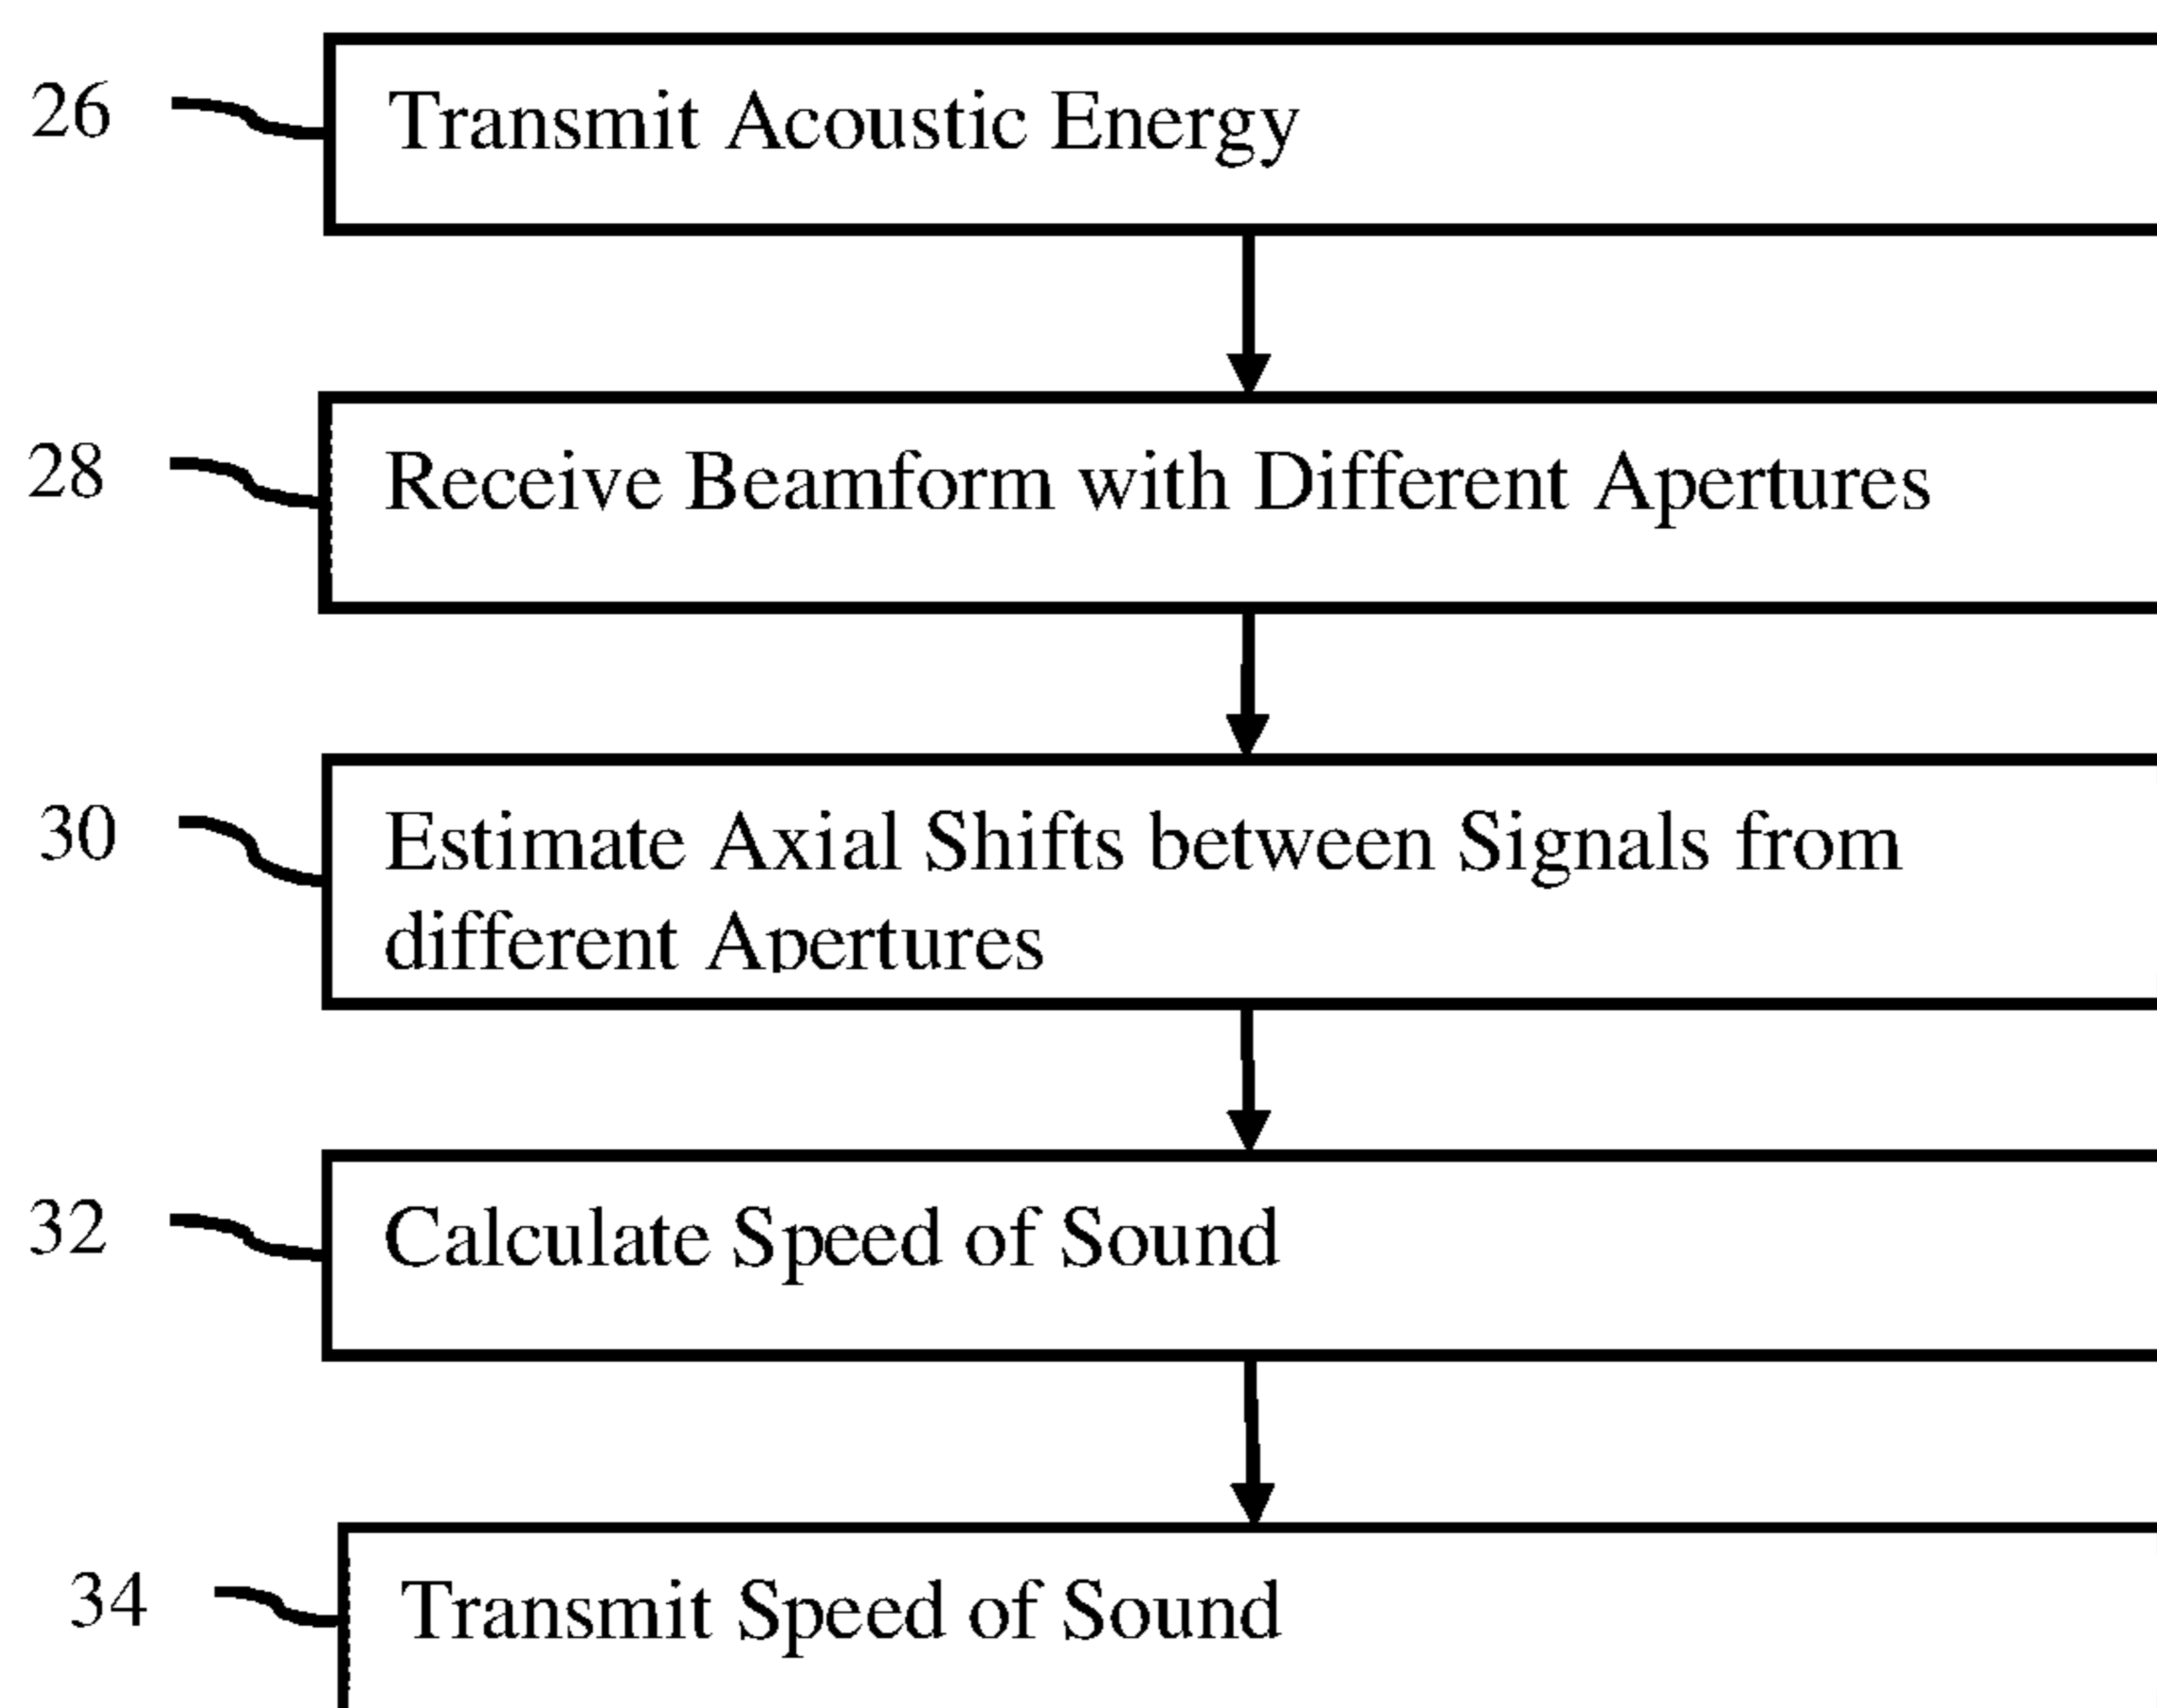 26
Transmit Acoustic Energy
28
Receive Beamform with Different Apertures
30
Estimate Axial Shifts between Signals from
different Apertures
32
Calculate Speed of Sound
34
Transmit Speed of Sound